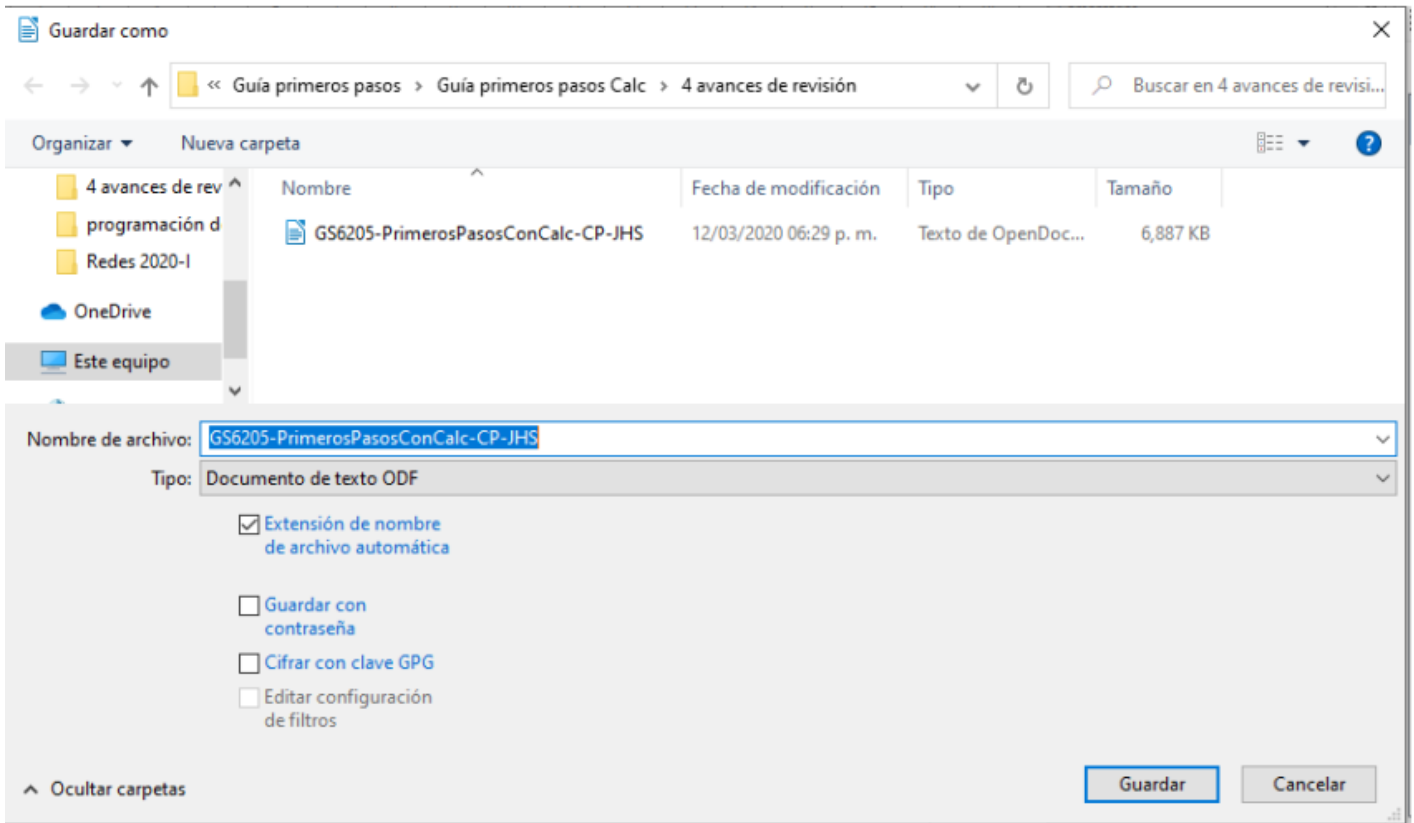 Guardar como
« Guía primeros pasos > Guía primeros pasos Calc > 4 avances de revisión
Buscar en 4 avances de revisi...
Organizar
Nueva carpeta
4 avances de rev
programación d
Redes 2020-I
OneDrive
Este equipo
Nombre
Fecha de modificación
Tipo
Tamaño
GS6205-PrimerosPasosConCalc-CP-JHS
12/03/2020 06:29 p. m.
Texto de OpenDoc...
6,887 KB
Nombre de archivo:
GS6205-PrimerosPasosConCalc-CP-JHS
Tipo:
Documento de texto ODF
Extensión de nombre
de archivo automática
Guardar con
contraseña
Cifrar con clave GPG
Editar configuración
de filtros
Ocultar carpetas
Guardar
Cancelar